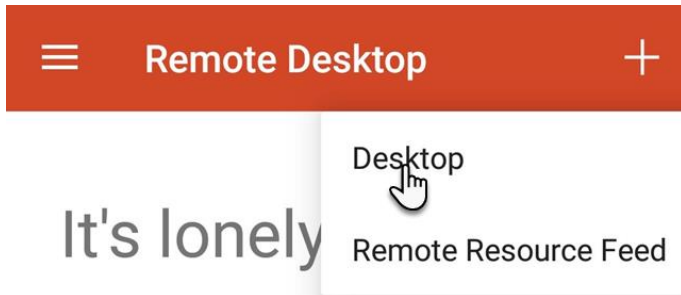 Remote Desktop
Desktop
It's lonely
Remote Resource Feed